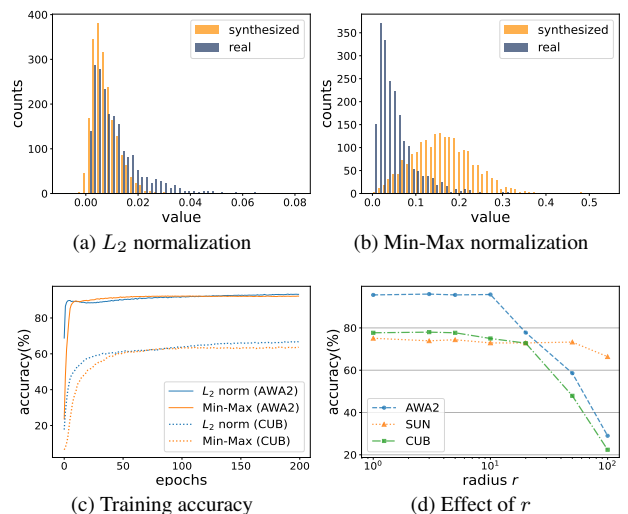 400
300
200
100
0
counts
synthesized
real
0.00 0.02 0.04 0.06 0.08
value
(a) L2 normalization
350
300
250
200
150
100
50
0
counts
synthesized
real
0.0 0.1 0.2 0.3 0.4 0.5
value
(b) Min-Max normalization
80
60
40
20
accuracy(%)
L2 norm (AWA2)
Min-Max (AWA2)
L2 norm (CUB)
Min-Max (CUB)
0 50 100 150 200
epochs
(c) Training accuracy
80
60
40
20
accuracy(%)
AWA2
SUN
CUB
10^0 10^1 10^2
radius r
(d) Effect of r